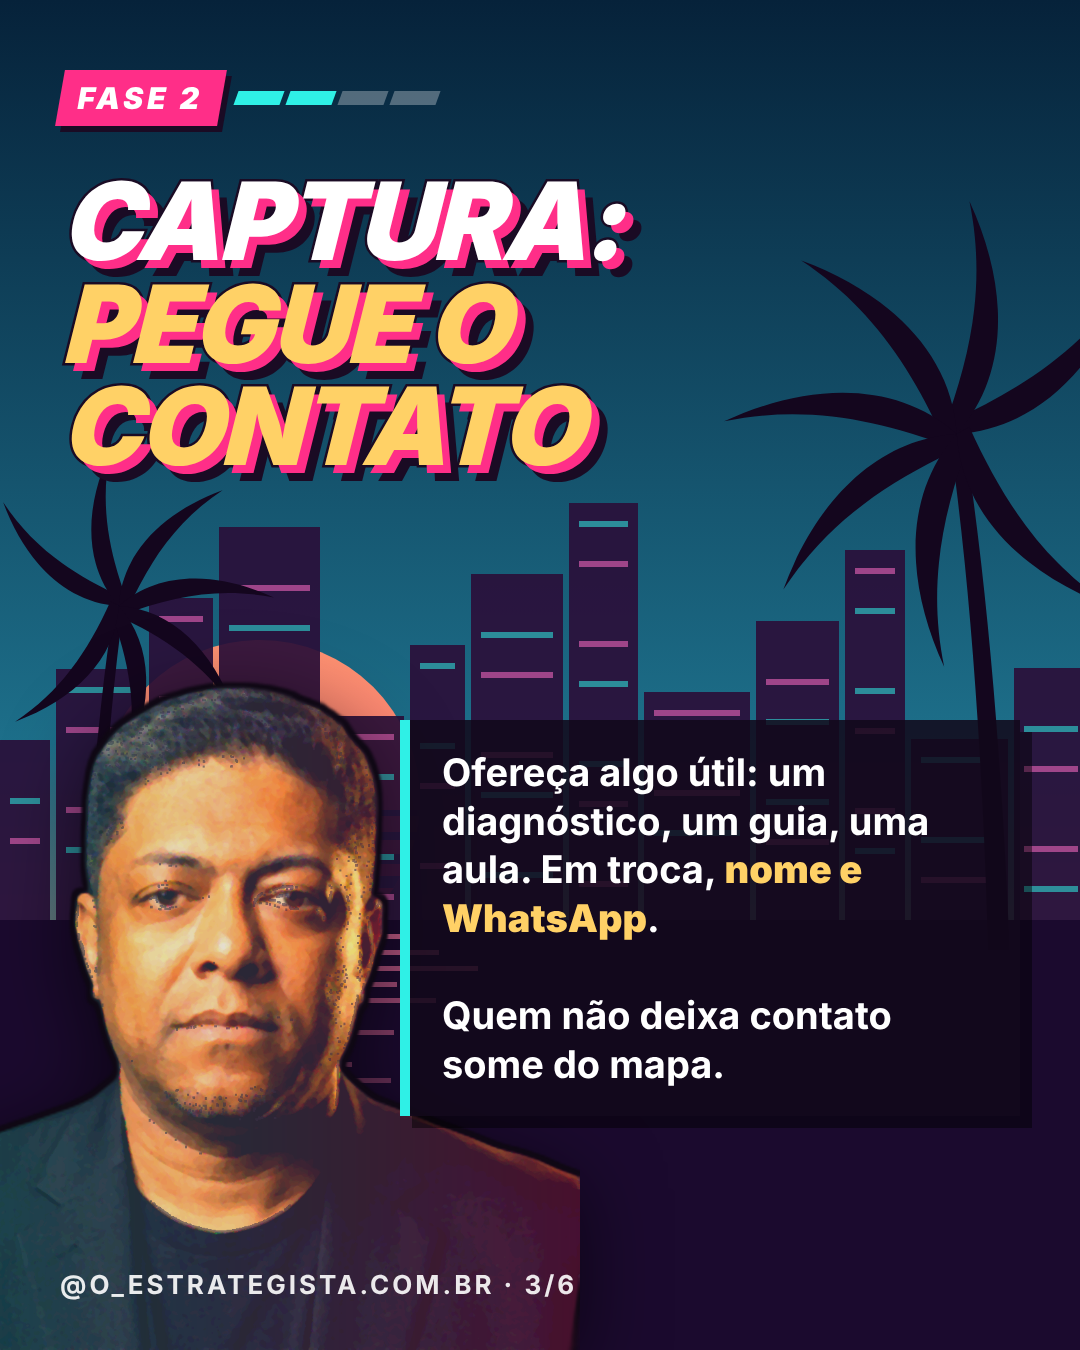 FASE 2
CAPTURA:
PEGUE O
CONTATO
Ofereça algo útil: um
diagnóstico, um guia, uma
aula. Em troca, nome e
WhatsApp.
Quem não deixa contato
some do mapa.
@O_ESTRATEGISTA.COM.BR · 3/6